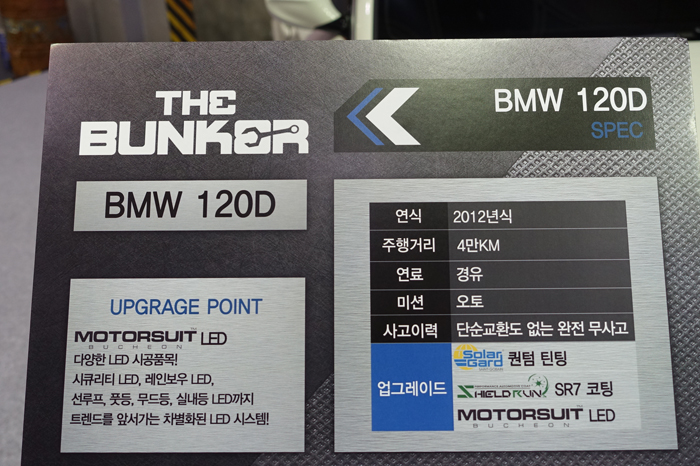 THE
BUNKER
BMW 120D
SPEC
BMW 120D
UPGRAGE POINT
MOTORSUIT LED
BUCHEON
다양한 LED 시공품목!
시큐리티 LED, 레인보우 LED,
선루프, 풋등, 무드등, 실내등 LED까지
트렌드를 앞서가는 차별화된 LED 시스템!!
연식 2012년식
주행거리 4만KM
연료 경유
미션 오토
사고이력 단순교환도 없는 완전 무사고
업그레이드
Solar Gard 퀀텀 틴팅
SHIELD RUN SR7 코팅
MOTORSUIT LED
BUCHEON